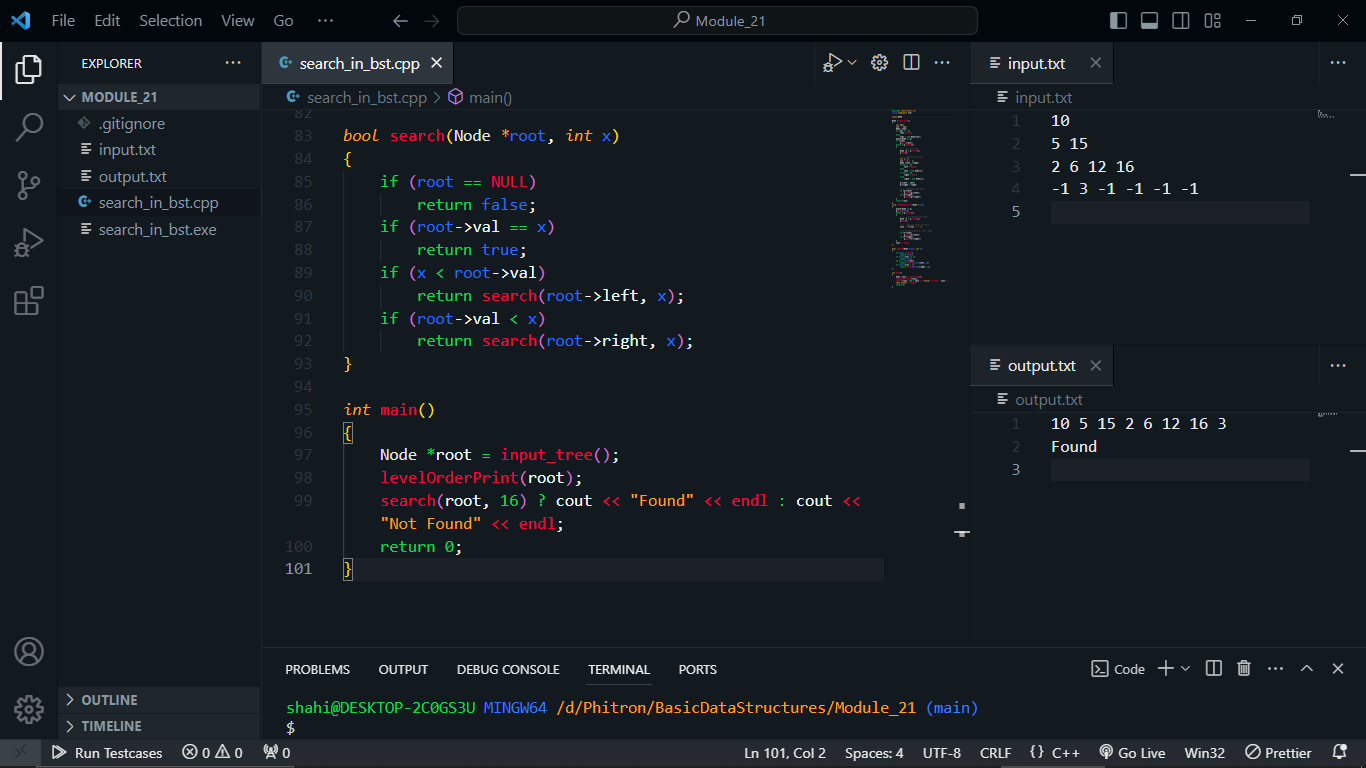 File Edit Selection View Go ··· Module_21
EXPLORER ···
MODULE_21
.gitignore
input.txt
output.txt
search_in_bst.cpp
search_in_bst.exe
OUTLINE
TIMELINE
search_in_bst.cpp
search_in_bst.cpp > main()
82
83 bool search(Node *root, int x)
84 {
85 if (root == NULL)
86 return false;
87 if (root->val == x)
88 return true;
89 if (x < root->val)
90 return search(root->left, x);
91 if (root->val < x)
92 return search(root->right, x);
93 }
94
95 int main()
96 {
97 Node *root = input_tree();
98 levelOrderPrint(root);
99 search(root, 16) ? cout << "Found" << endl : cout <<
"Not Found" << endl;
100 return 0;
101 }
input.txt
input.txt
1 10
2 5 15
3 2 6 12 16
4 -1 3 -1 -1 -1 -1
5
output.txt
output.txt
1 10 5 15 2 6 12 16 3
2 Found
3
PROBLEMS OUTPUT DEBUG CONSOLE TERMINAL PORTS Code
shahi@DESKTOP-2C0GS3U MINGW64 /d/Phitron/BasicDataStructures/Module_21 (main)
$
Run Testcases 0 0 0 Ln 101, Col 2 Spaces: 4 UTF-8 CRLF {} C++ Go Live Win32 Prettier